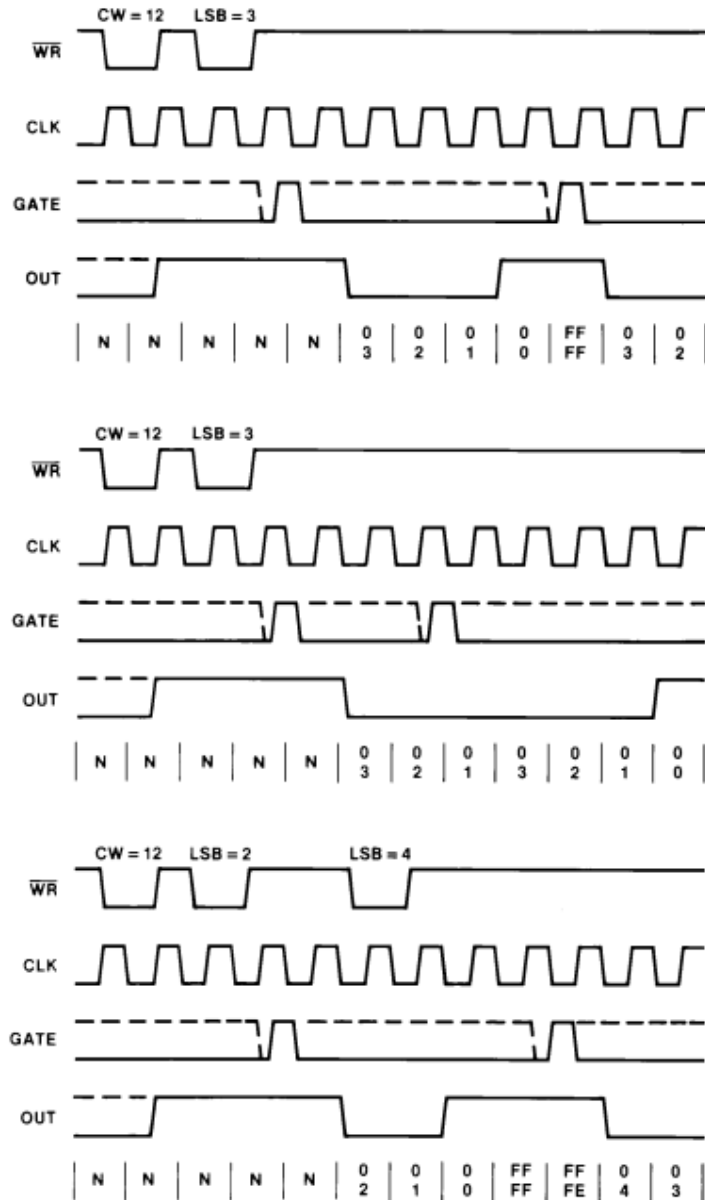 CW = 12 LSB = 3
WR
CLK
GATE
OUT
N N N N N 0 0 0 0 FF 0 0
3 2 1 0 FF 3 2
CW = 12 LSB = 3
WR
CLK
GATE
OUT
N N N N N 0 0 0 0 0 0 0
3 2 1 3 2 1 0
CW = 12 LSB = 2 LSB = 4
WR
CLK
GATE
OUT
N N N N N 0 0 0 FF FF 0 0
2 1 0 FF FE 4 3